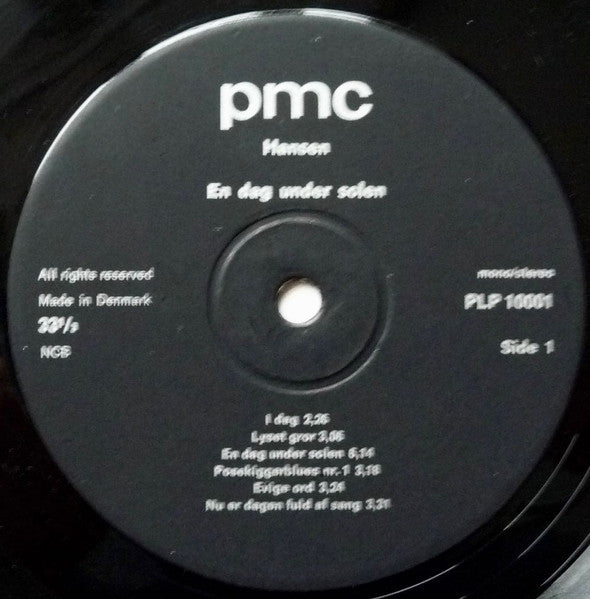 pmc
Hansen
En dag under solen
All rights reserved
Made in Denmark
33⅓
NCB
mono/stereo
PLP 10001
Side 1
I dag 2,26
Lyset gror 3,06
En dag under solen 6,14
Posekiggerblues nr. 1 3,18
Evige ord 3,24
Nu er dagen fuld af sang 3,31